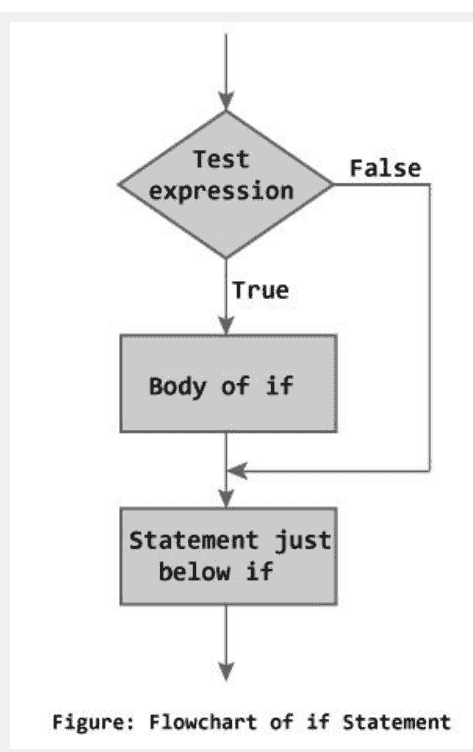 Test
expression
False
True
Body of if
Statement just
below if
Figure: Flowchart of if Statement